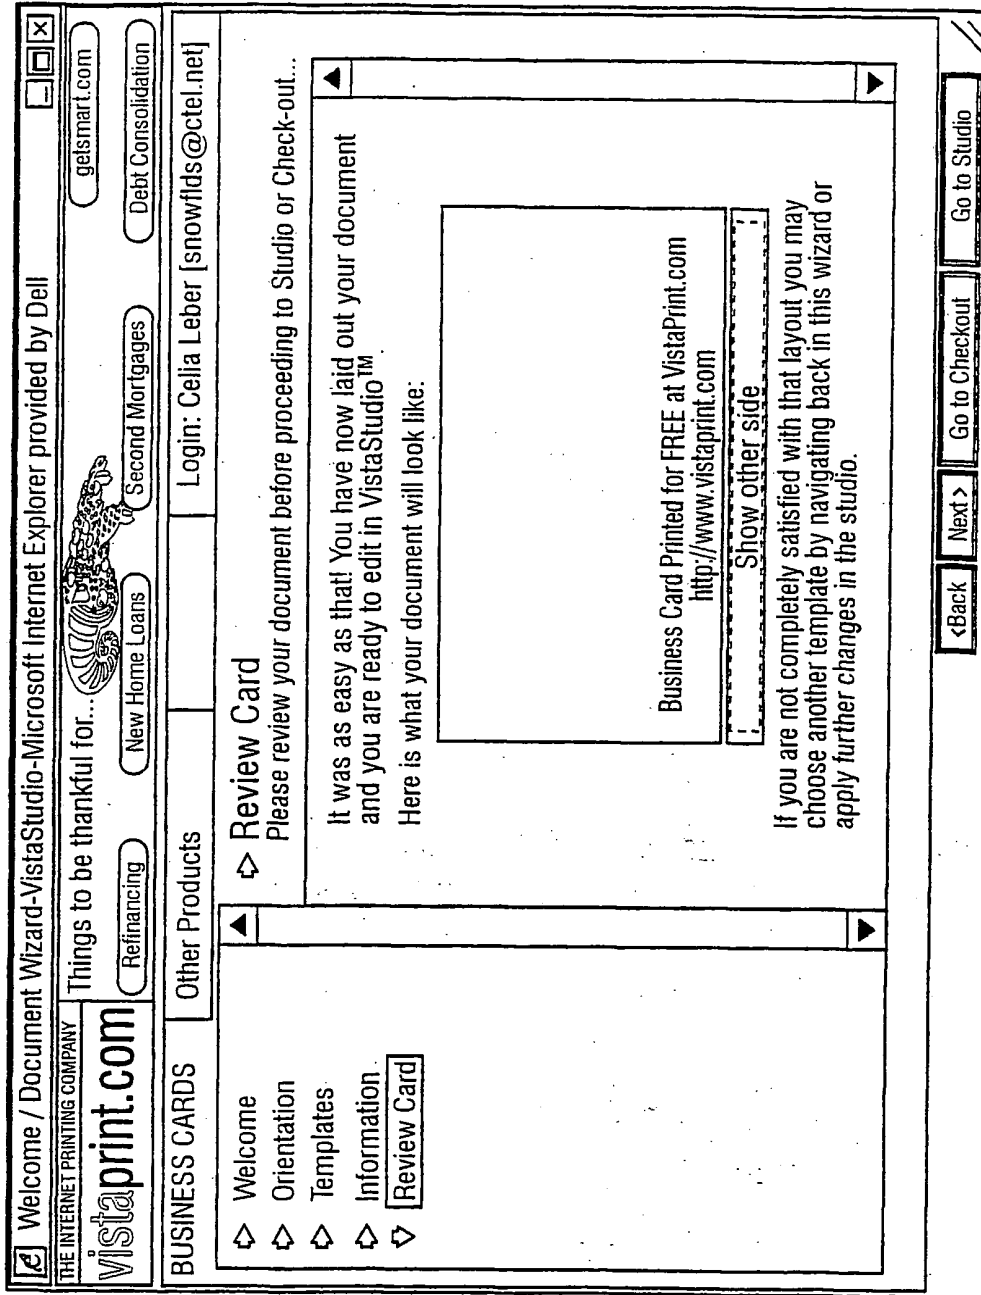 Welcome / Document Wizard-VistaStudio-Microsoft Internet Explorer provided by Dell
THE INTERNET PRINTING COMPANY
vistaprint.com
Things to be thankful for...
getsmart.com
Refinancing
New Home Loans
Second Mortgages
Debt Consolidation
BUSINESS CARDS
Other Products
Login: Celia Leber [snowflds@ctel.net]
Welcome
Orientation
Templates
Information
Review Card
Review Card
Please review your document before proceeding to Studio or Check-out...
It was as easy as that! You have now laid out your document
and you are ready to edit in VistaStudio™.
Here is what your document will look like:
Business Card Printed for FREE at VistaPrint.com
http://www.vistaprint.com
Show other side
If you are not completely satisfied with that layout you may
choose another template by navigating back in this wizard or
apply further changes in the studio.
<Back
Next>
Go to Checkout
Go to Studio